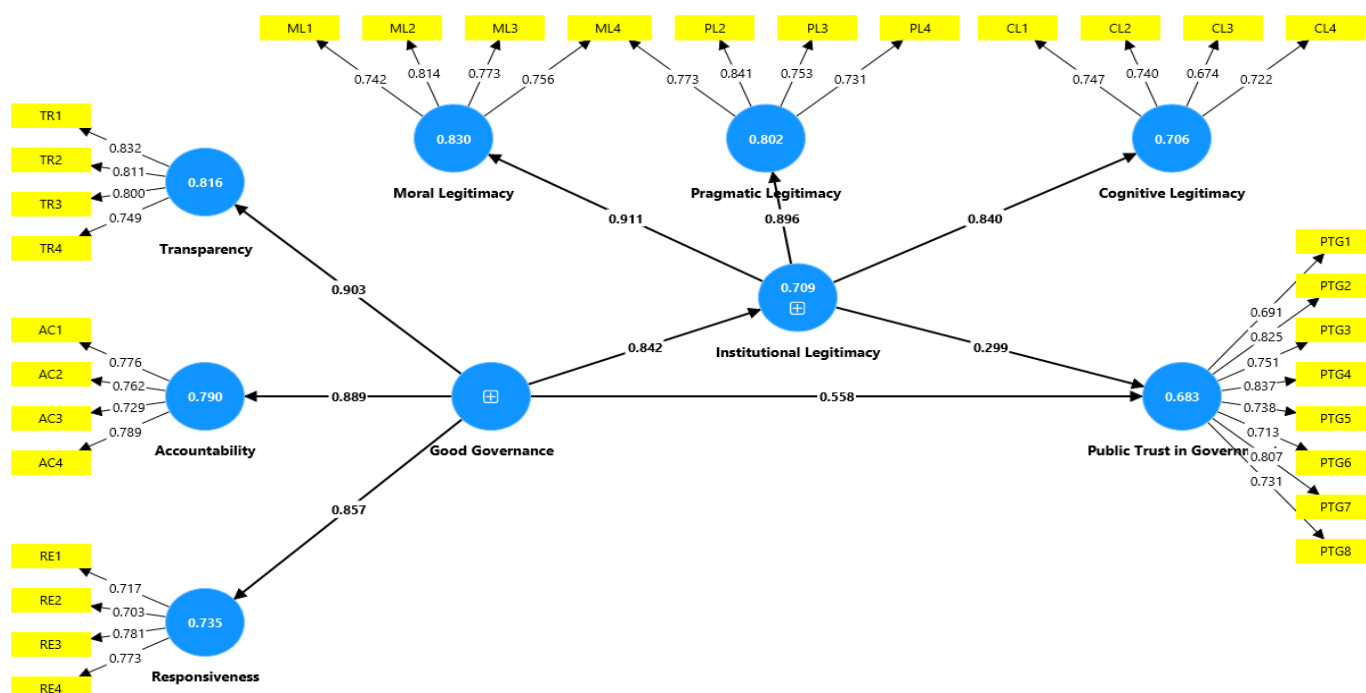 ML1
ML2
ML3
ML4
PL2
PL3
PL4
CL1
CL2
CL3
CL4
0.742
0.814
0.773
0.756
0.773
0.841
0.753
0.731
0.747
0.740
0.674
0.722
0.830
Moral Legitimacy
0.802
Pragmatic Legitimacy
0.706
Cognitive Legitimacy
TR1
TR2
TR3
TR4
0.832
0.811
0.800
0.749
0.816
Transparency
0.911
0.896
0.840
0.903
0.709
Institutional Legitimacy
0.842
0.299
AC1
AC2
AC3
AC4
0.776
0.762
0.729
0.789
0.790
Accountability
0.889
Good Governance
0.558
0.683
Public Trust in Governm
PTG1
PTG2
PTG3
PTG4
PTG5
PTG6
PTG7
PTG8
0.691
0.825
0.751
0.837
0.738
0.713
0.807
0.731
0.857
RE1
RE2
RE3
RE4
0.717
0.703
0.781
0.773
0.735
Responsiveness